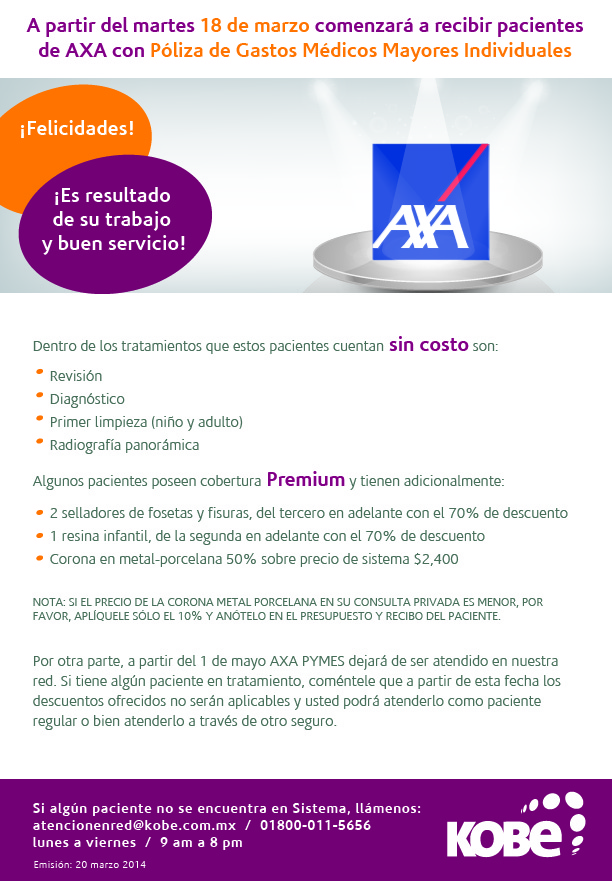 A partir del martes 18 de marzo comenzará a recibir pacientes
de AXA con Póliza de Gastos Médicos Mayores Individuales
¡Felicidades!
¡Es resultado
de su trabajo
y buen servicio!
AXA
Dentro de los tratamientos que estos pacientes cuentan sin costo son:
Revisión
Diagnóstico
Primer limpieza (niño y adulto)
Radiografía panorámica
Algunos pacientes poseen cobertura Premium y tienen adicionalmente:
2 selladores de fosetas y fisuras, del tercero en adelante con el 70% de descuento
1 resina infantil, de la segunda en adelante con el 70% de descuento
Corona en metal-porcelana 50% sobre precio de sistema $2,400
NOTA: SI EL PRECIO DE LA CORONA METAL PORCELANA EN SU CONSULTA PRIVADA ES MENOR, POR
FAVOR, APLÍQUELE SÓLO EL 10% Y ANÓTELO EN EL PRESUPUESTO Y RECIBO DEL PACIENTE.
Por otra parte, a partir del 1 de mayo AXA PYMES dejará de ser atendido en nuestra
red. Si tiene algún paciente en tratamiento, coméntele que a partir de esta fecha los
descuentos ofrecidos no serán aplicables y usted podrá atenderlo como paciente
regular o bien atenderlo a través de otro seguro.
Si algún paciente no se encuentra en Sistema, llámenos:
atencionenred@kobe.com.mx / 01800-011-5656
lunes a viernes / 9 am a 8 pm
Emisión: 20 marzo 2014
KOBE